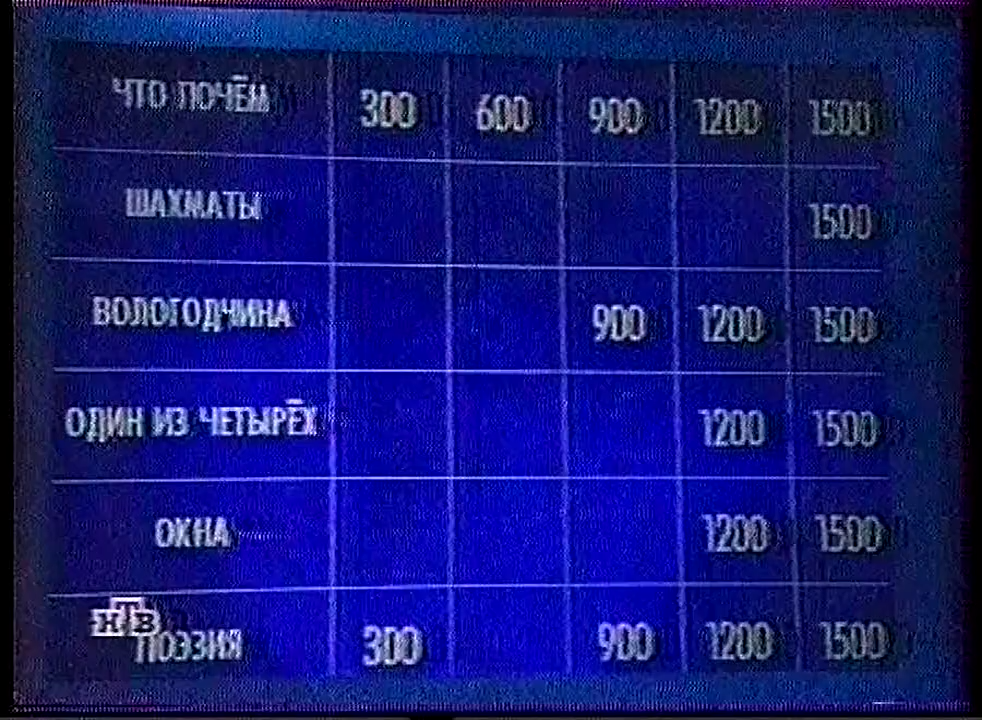 ЧТО ПОЧЁМ 300 600 900 1200 1500
ШАХМАТЫ 1500
ВОЛОГОДЧИНА 900 1200 1500
ОДИН ИЗ ЧЕТЫРЁХ 1200 1500
ОКНА 1200 1500
ПОЭЗИЯ 300 900 1200 1500
НТВ